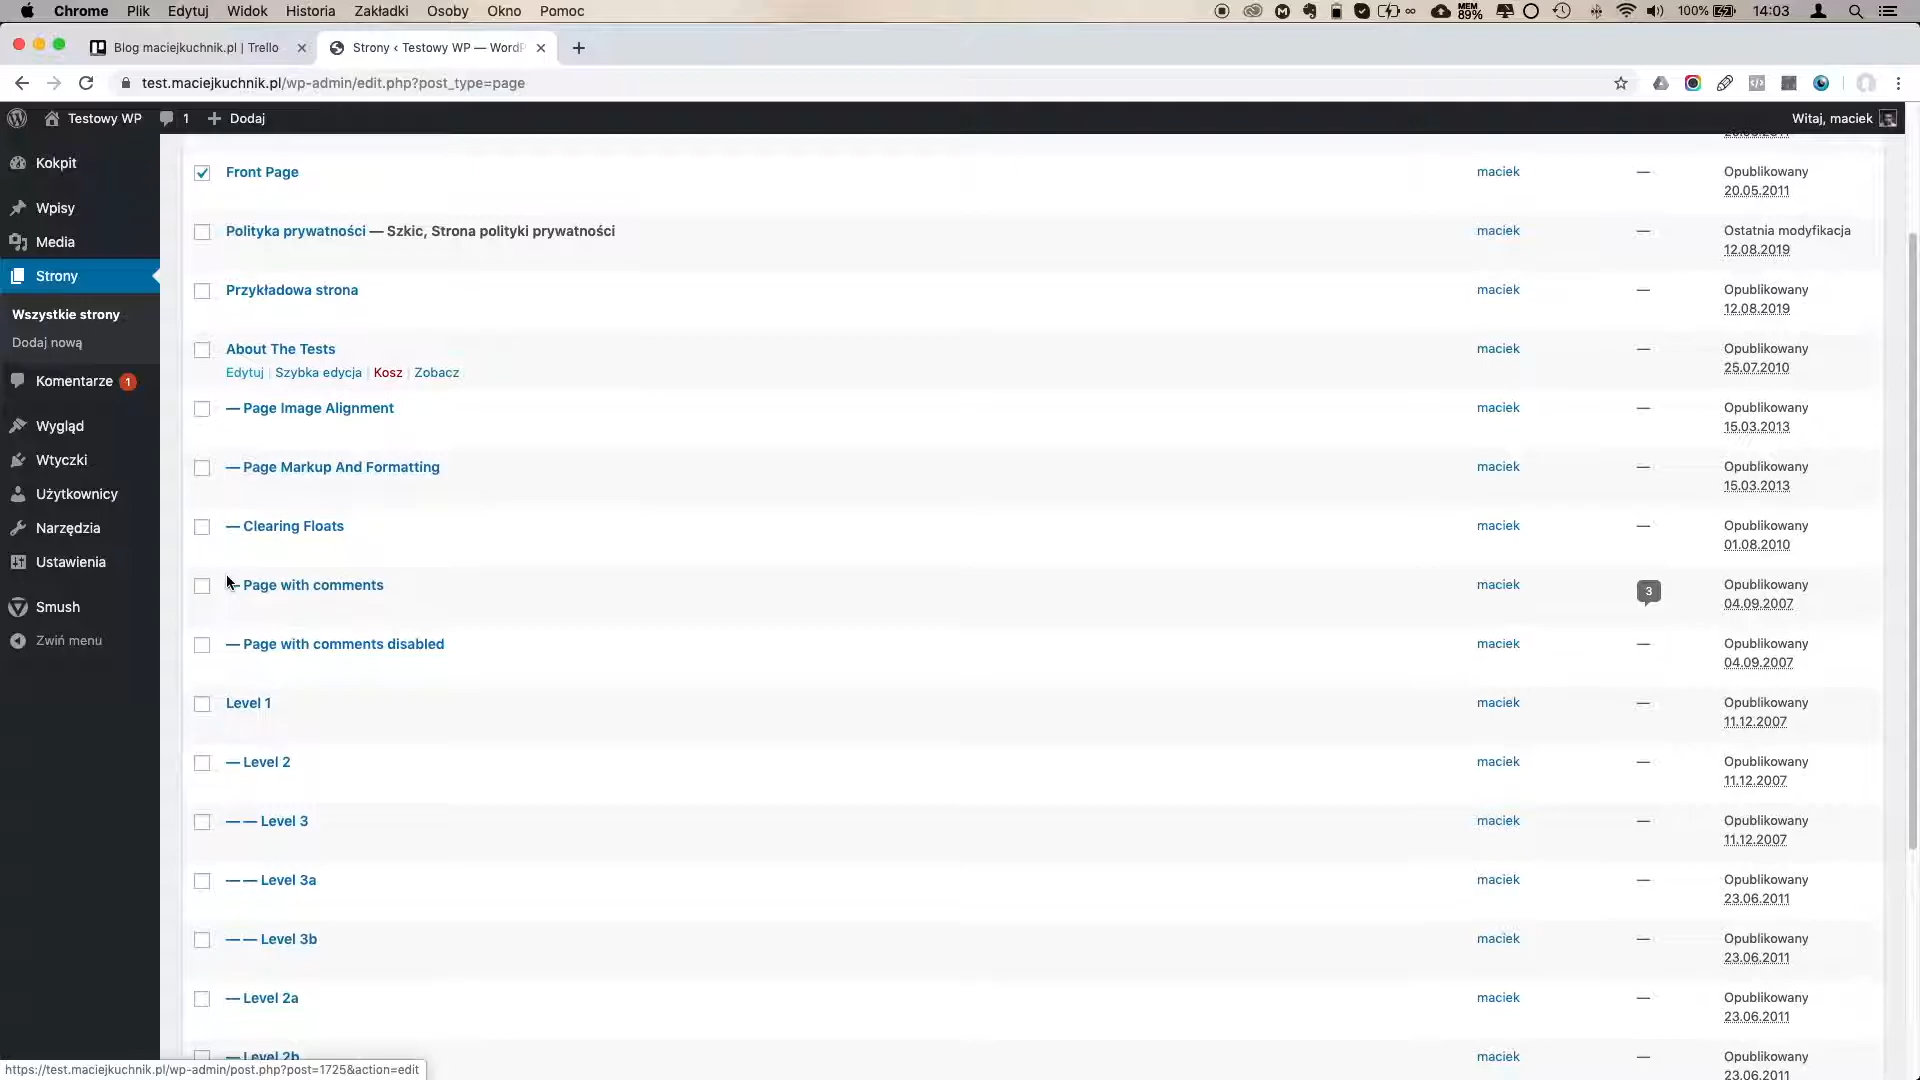 Chrome Plik Edytuj Widok Historia Zakładki Osoby Okno Pomoc MEM 89% 100% 14:03
Blog maciejkuchnik.pl | Trello Strony ‹ Testowy WP — WordP
test.maciejkuchnik.pl/wp-admin/edit.php?post_type=page
Testowy WP 1 Dodaj Witaj, maciek
Kokpit
Wpisy
Media
Strony
Wszystkie strony
Dodaj nową
Komentarze 1
Wygląd
Wtyczki
Użytkownicy
Narzędzia
Ustawienia
Smush
Zwiń menu
Front Page maciek — Opublikowany
20.05.2011
Polityka prywatności — Szkic, Strona polityki prywatności maciek — Ostatnia modyfikacja
12.08.2019
Przykładowa strona maciek — Opublikowany
12.08.2019
About The Tests maciek — Opublikowany
Edytuj | Szybka edycja | Kosz | Zobacz 25.07.2010
— Page Image Alignment maciek — Opublikowany
15.03.2013
— Page Markup And Formatting maciek — Opublikowany
15.03.2013
— Clearing Floats maciek — Opublikowany
01.08.2010
— Page with comments maciek 3 Opublikowany
04.09.2007
— Page with comments disabled maciek — Opublikowany
04.09.2007
Level 1 maciek — Opublikowany
11.12.2007
— Level 2 maciek — Opublikowany
11.12.2007
— — Level 3 maciek — Opublikowany
11.12.2007
— — Level 3a maciek — Opublikowany
23.06.2011
— — Level 3b maciek — Opublikowany
23.06.2011
— Level 2a maciek — Opublikowany
23.06.2011
— Level 2b maciek — Opublikowany
23.06.2011
https://test.maciejkuchnik.pl/wp-admin/post.php?post=1725&action=edit